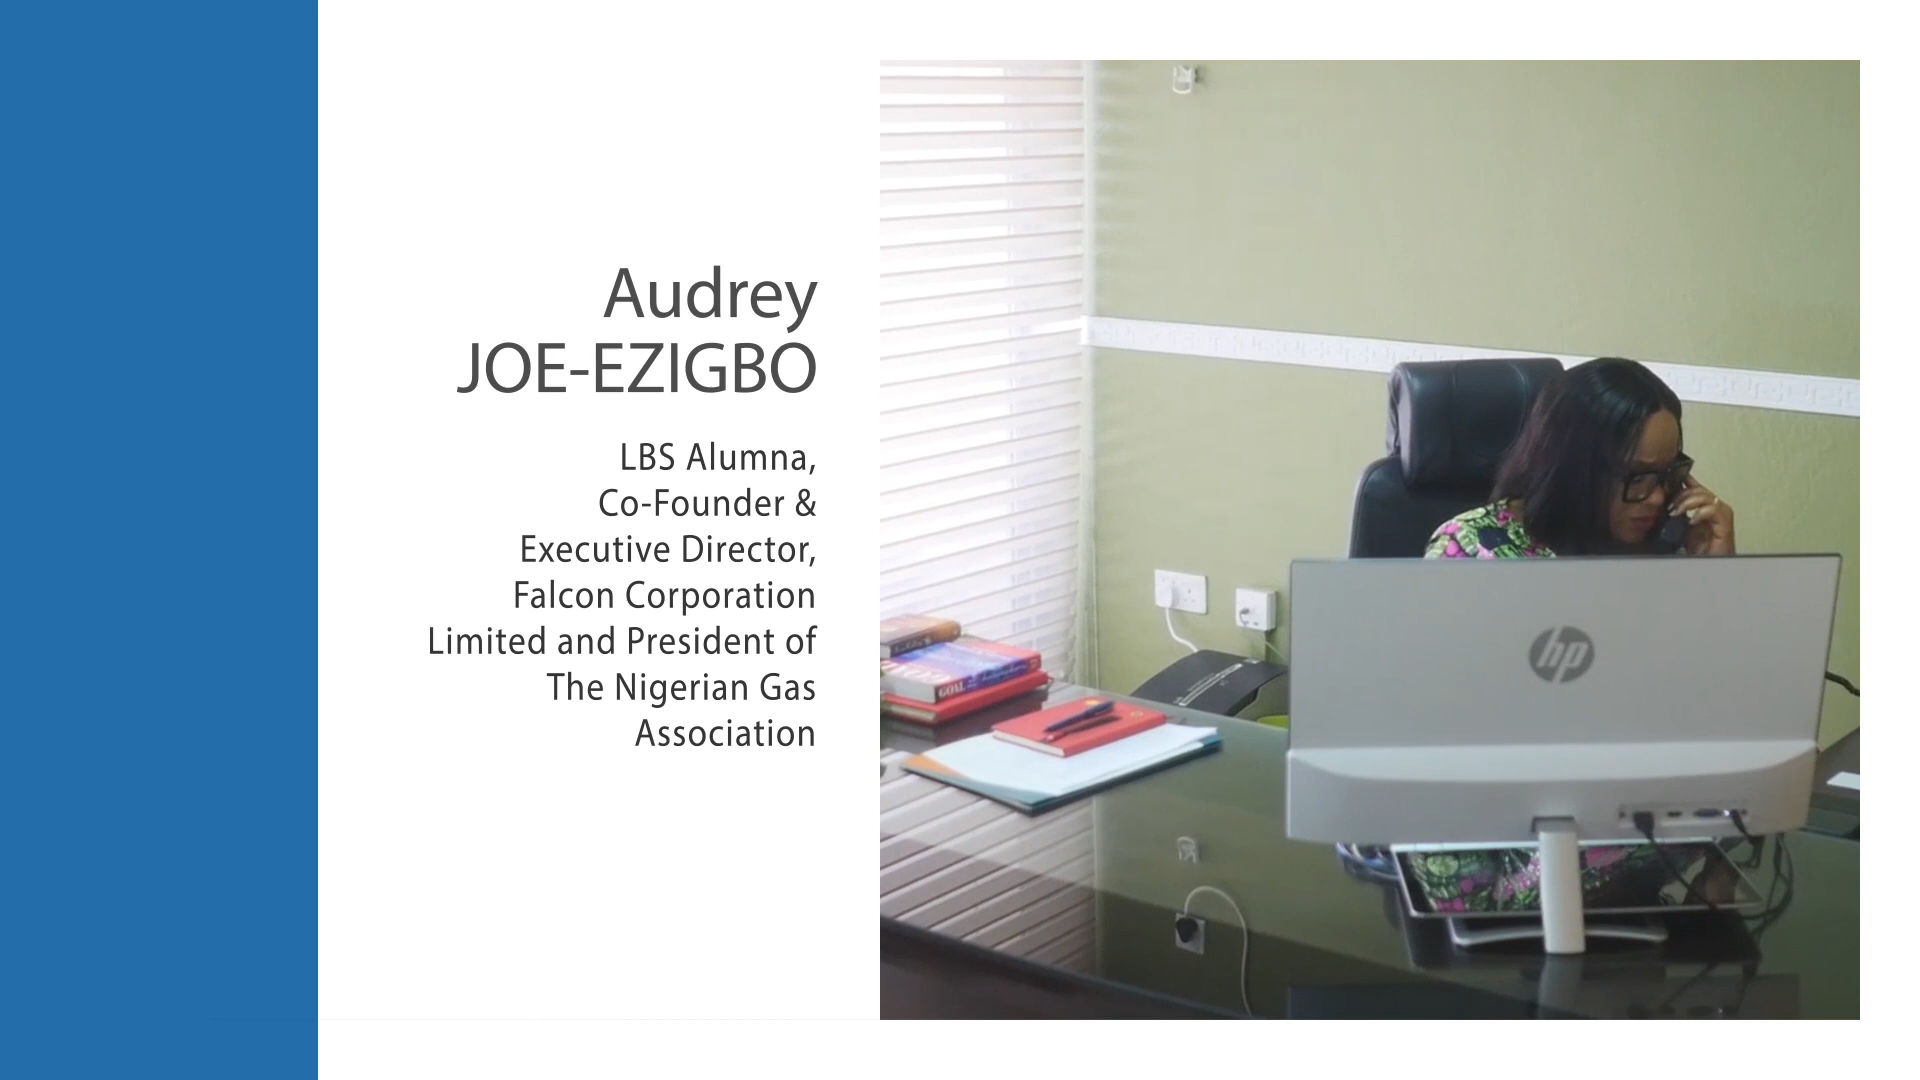 Audrey
JOE-EZIGBO
LBS Alumna,
Co-Founder &
Executive Director,
Falcon Corporation
Limited and President of
The Nigerian Gas
Association
GOAL
hp